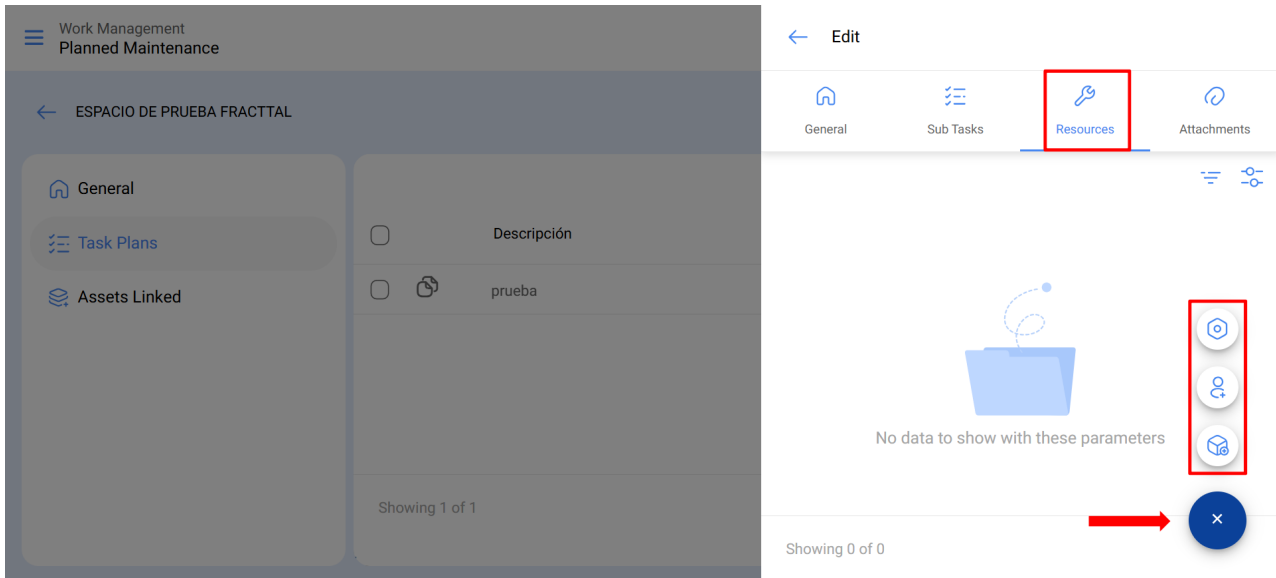 Work Management
Planned Maintenance
ESPACIO DE PRUEBA FRACTTAL
General
Task Plans
Assets Linked
Descripción
prueba
Showing 1 of 1
Edit
General
Sub Tasks
Resources
Attachments
No data to show with these parameters
Showing 0 of 0